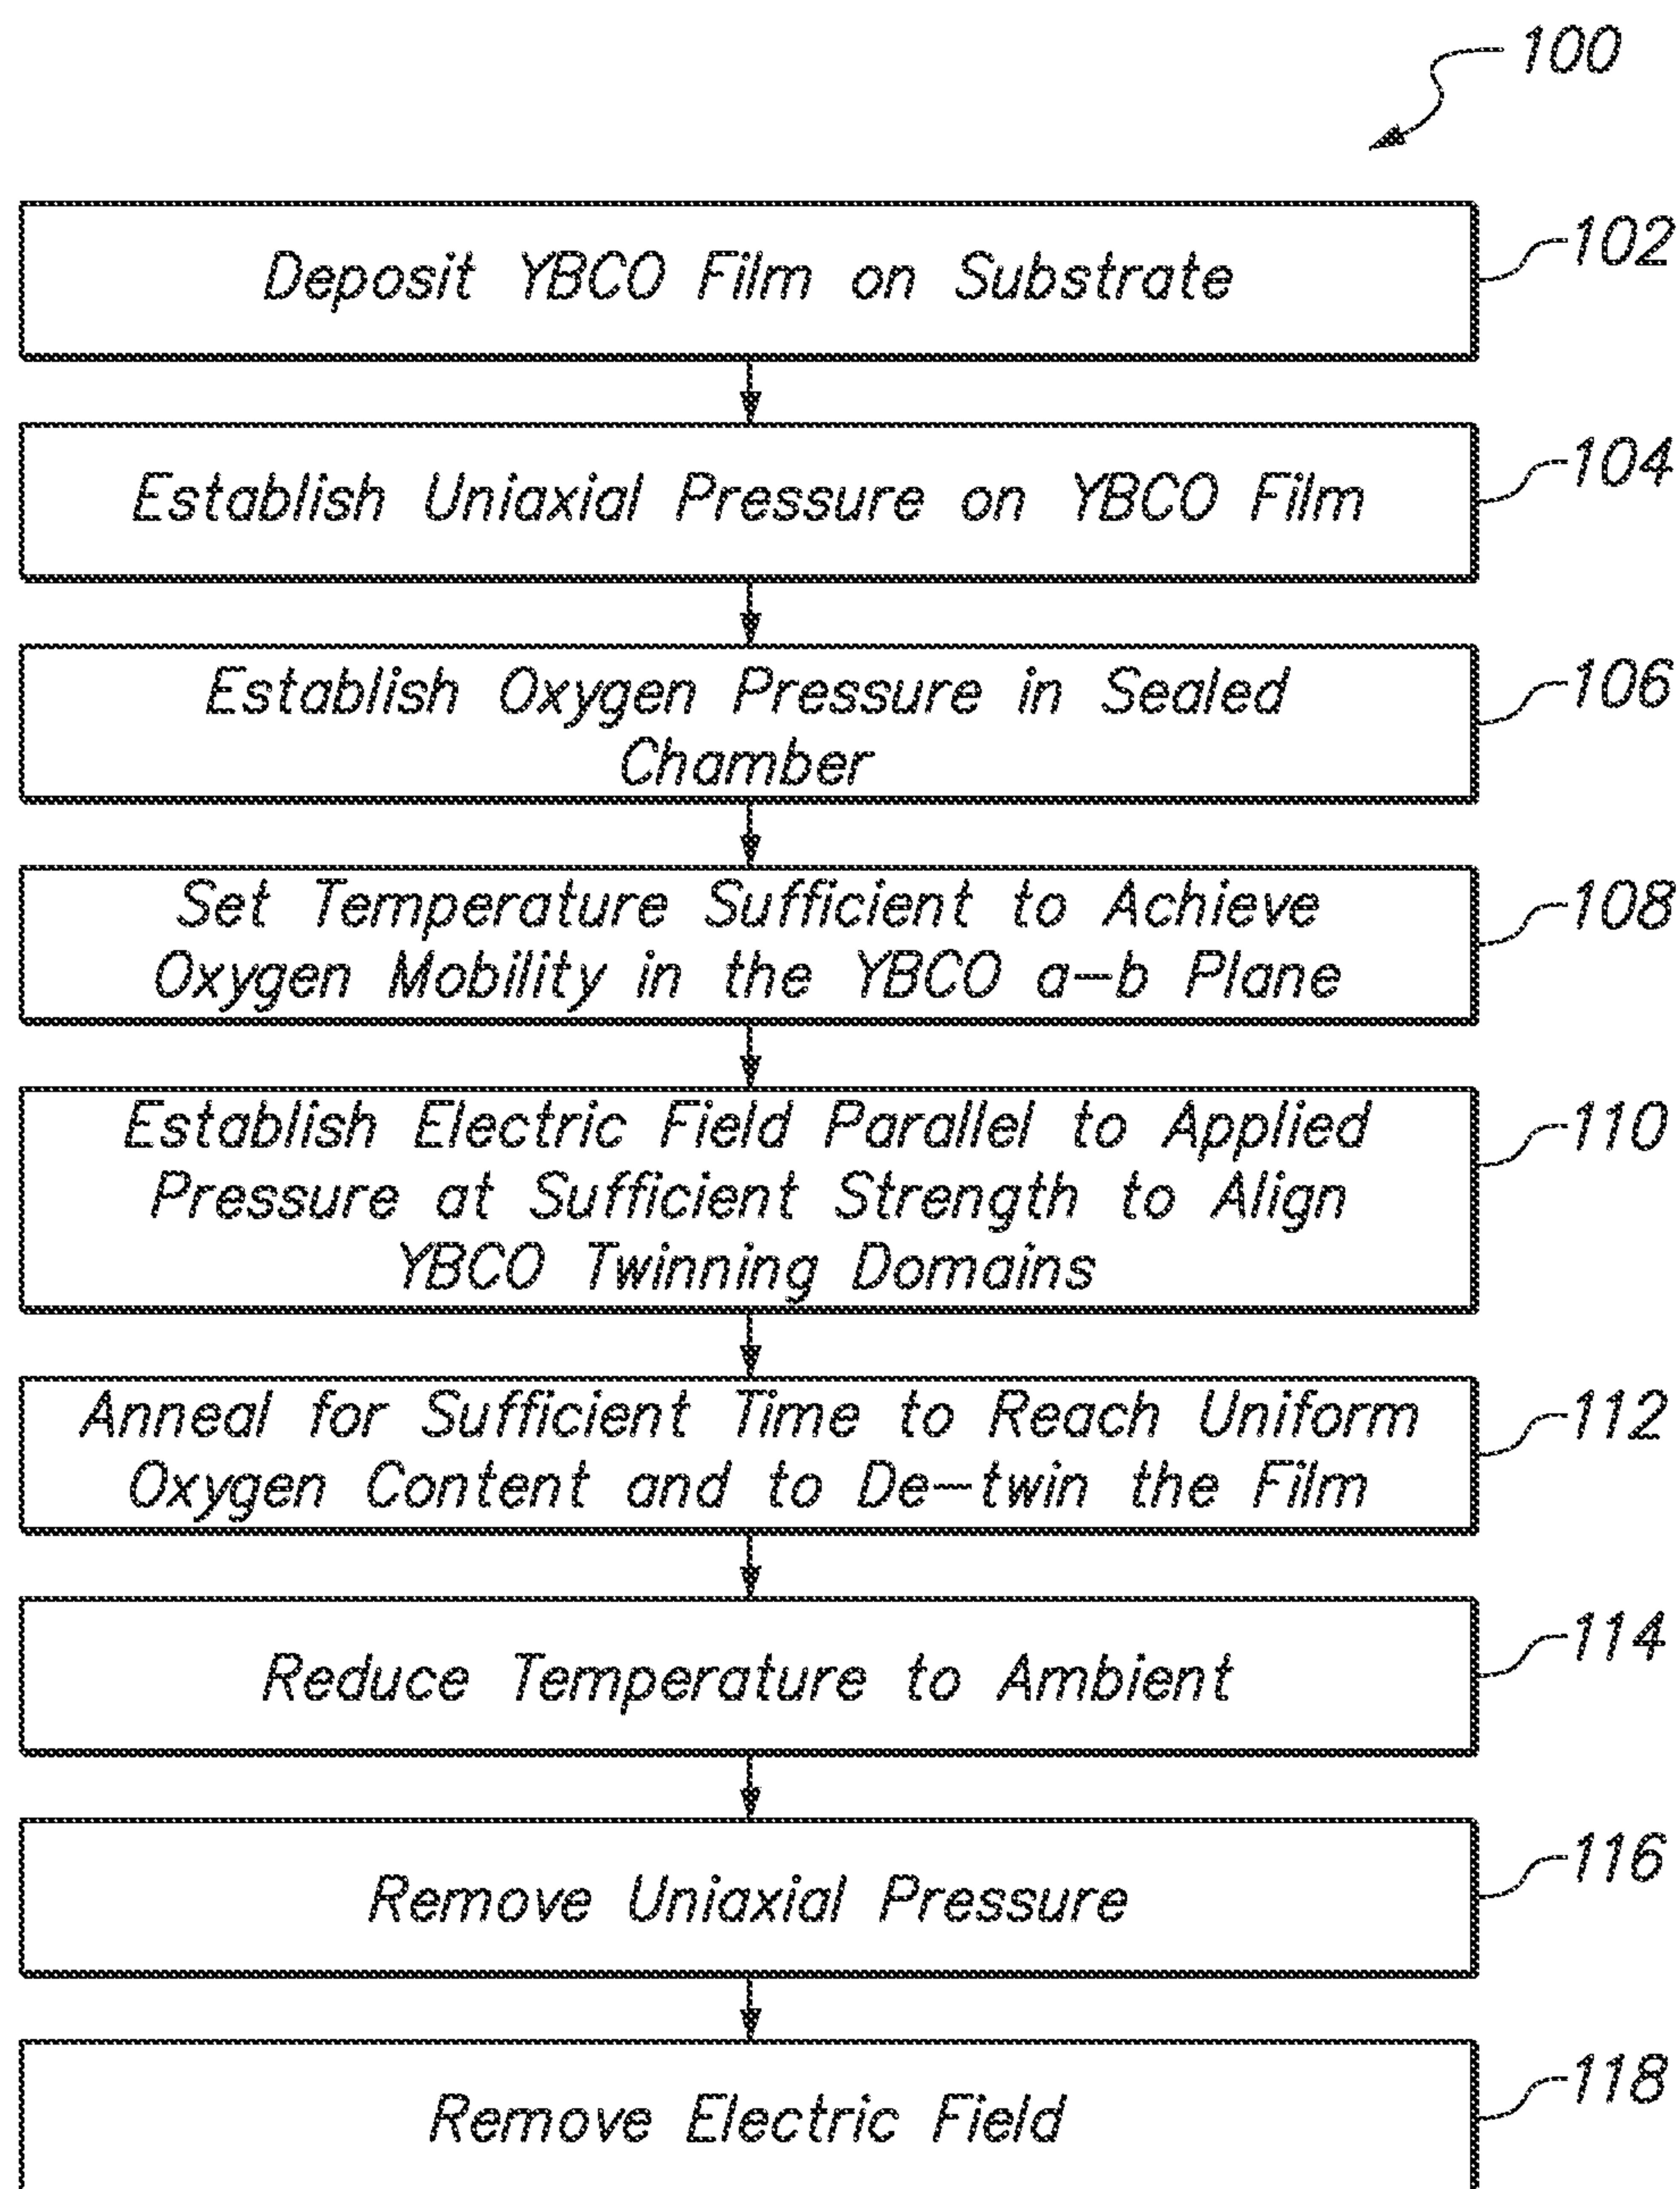 100
Deposit YBCO Film on Substrate
102
Establish Uniaxial Pressure on YBCO Film
104
Establish Oxygen Pressure in Sealed
Chamber
106
Set Temperature Sufficient to Achieve
Oxygen Mobility in the YBCO a-b Plane
108
Establish Electric Field Parallel to Applied
Pressure at Sufficient Strength to Align
YBCO Twinning Domains
110
Anneal for Sufficient Time to Reach Uniform
Oxygen Content and to De-twin the Film
112
Reduce Temperature to Ambient
114
Remove Uniaxial Pressure
116
Remove Electric Field
118